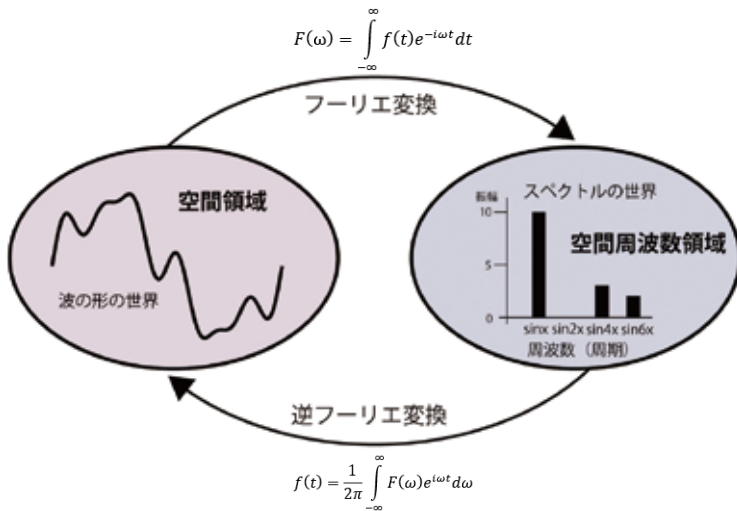 F(ω) = ∫_{-∞}^{∞} f(t)e^{-iωt}dt
フーリエ変換
空間領域
波の形の世界
スペクトルの世界
振幅
空間周波数領域
10
5
0
sinx sin2x sin4x sin6x
周波数（周期）
逆フーリエ変換
f(t) = \frac{1}{2π} ∫_{-∞}^{∞} F(ω)e^{iωt}dω